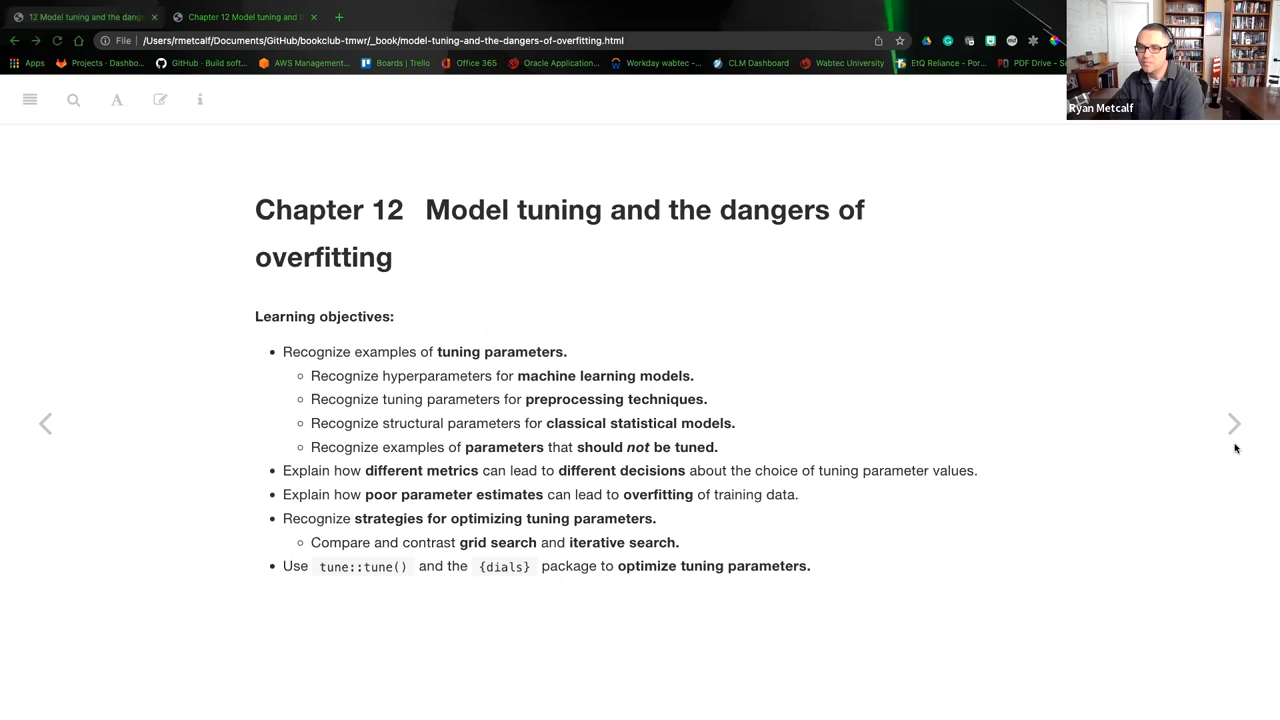 12 Model tuning and the dang
Chapter 12 Model tuning and t
File
/Users/rmetcalf/Documents/GitHub/bookclub-tmwr/_book/model-tuning-and-the-dangers-of-overfitting.html
Apps
Projects - Dashbo...
GitHub · Build soft...
AWS Management...
Boards | Trello
Office 365
Oracle Application...
Workday wabtec -...
CLM Dashboard
Wabtec University
EtQ Reliance - Por...
PDF Drive - Se
Ryan Metcalf
Chapter 12 Model tuning and the dangers of
overfitting
Learning objectives:
• Recognize examples of tuning parameters.
◦ Recognize hyperparameters for machine learning models.
◦ Recognize tuning parameters for preprocessing techniques.
◦ Recognize structural parameters for classical statistical models.
◦ Recognize examples of parameters that should not be tuned.
• Explain how different metrics can lead to different decisions about the choice of tuning parameter values.
• Explain how poor parameter estimates can lead to overfitting of training data.
• Recognize strategies for optimizing tuning parameters.
◦ Compare and contrast grid search and iterative search.
• Use tune::tune() and the {dials} package to optimize tuning parameters.